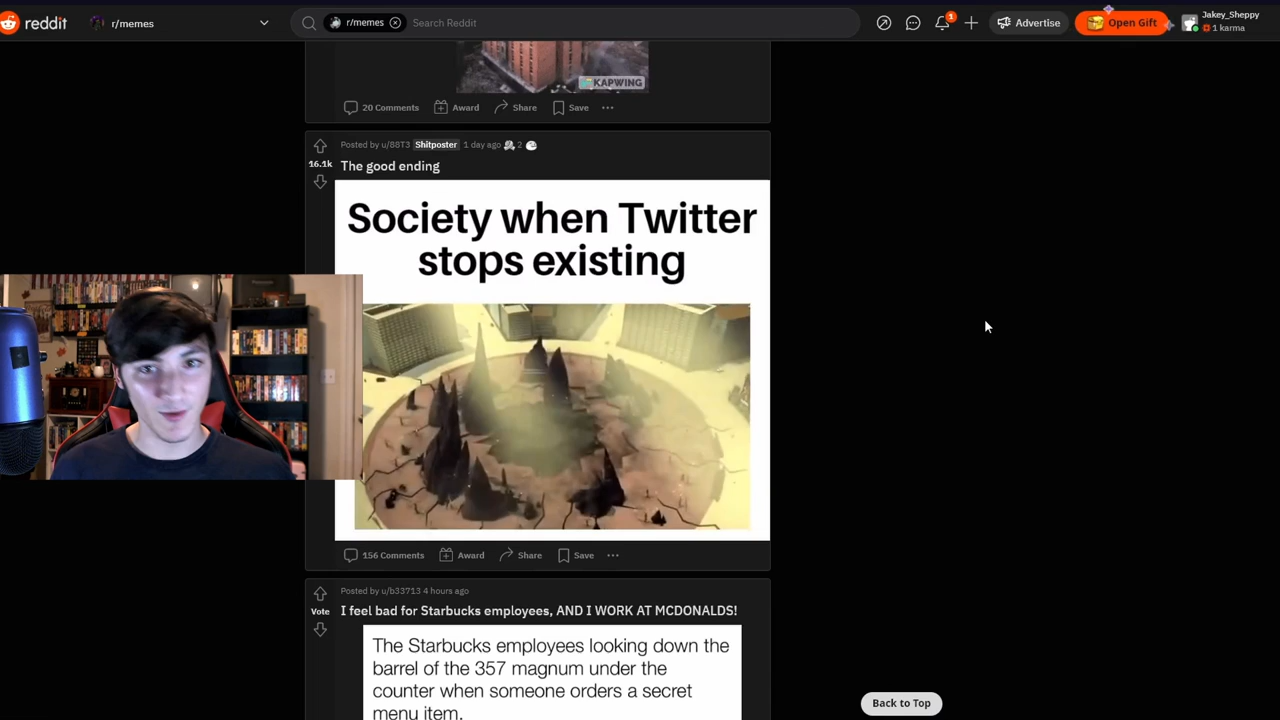 reddit
r/memes
r/memes
Search Reddit
1
Advertise
Open Gift
Jakey_Sheppy
1 karma
KAPWING
20 Comments
Award
Share
Save
Posted by u/88T3 Shitposter 1 day ago 2
16.1k
The good ending
Society when Twitter
stops existing
156 Comments
Award
Share
Save
Posted by u/b33713 4 hours ago
Vote
I feel bad for Starbucks employees, AND I WORK AT MCDONALDS!
The Starbucks employees looking down the
barrel of the 357 magnum under the
counter when someone orders a secret
menu item.
Back to Top